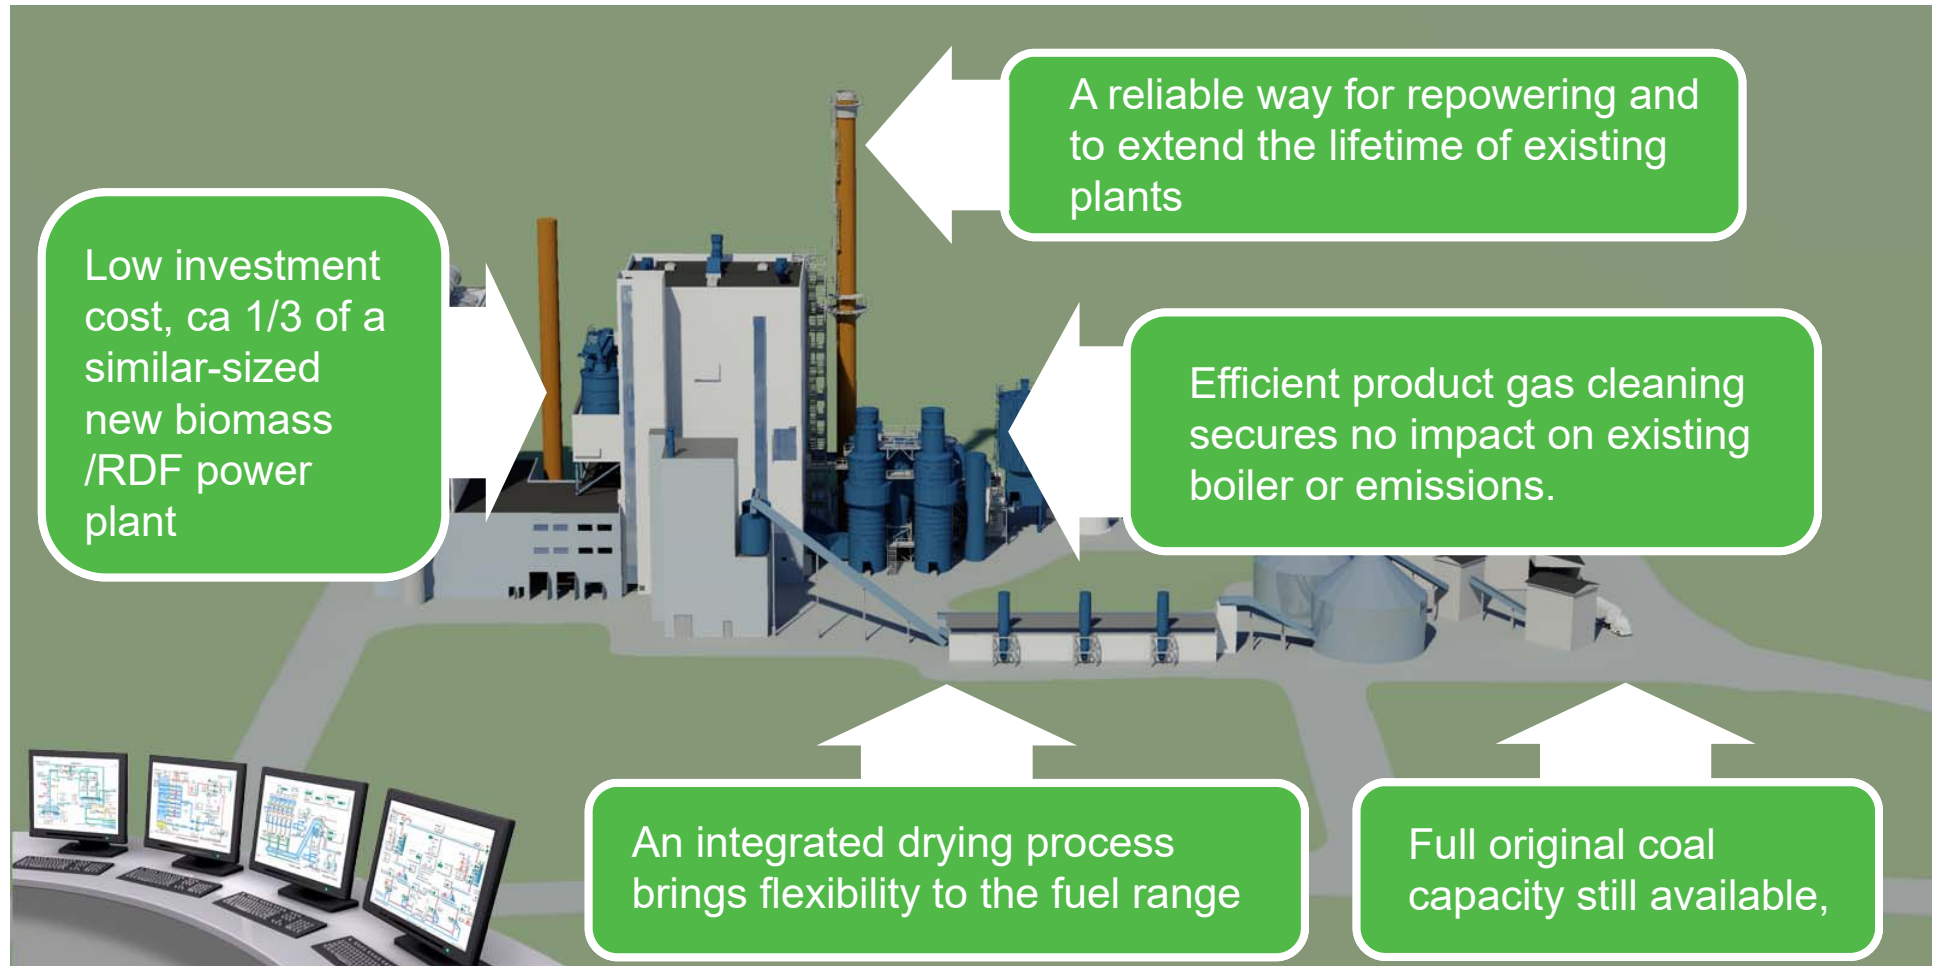 A reliable way for repowering and
to extend the lifetime of existing
plants
Low investment
cost, ca 1/3 of a
similar-sized
new biomass
/RDF power
plant
Efficient product gas cleaning
secures no impact on existing
boiler or emissions.
An integrated drying process
brings flexibility to the fuel range
Full original coal
capacity still available,